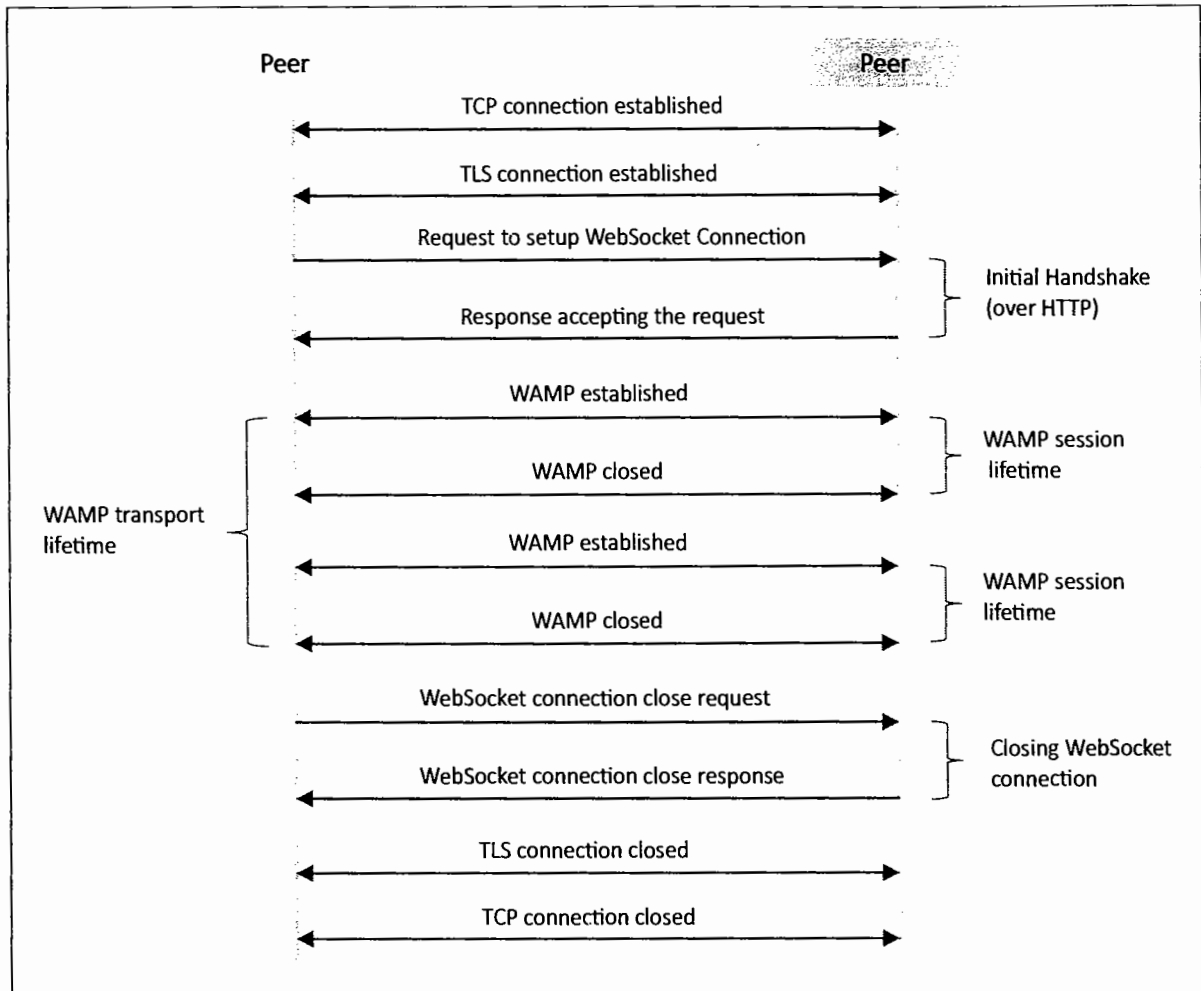 Peer
Peer
TCP connection established
TLS connection established
Request to setup WebSocket Connection
Initial Handshake
(over HTTP)
Response accepting the request
WAMP established
WAMP session
lifetime
WAMP closed
WAMP transport
lifetime
WAMP established
WAMP session
lifetime
WAMP closed
WebSocket connection close request
Closing WebSocket
connection
WebSocket connection close response
TLS connection closed
TCP connection closed